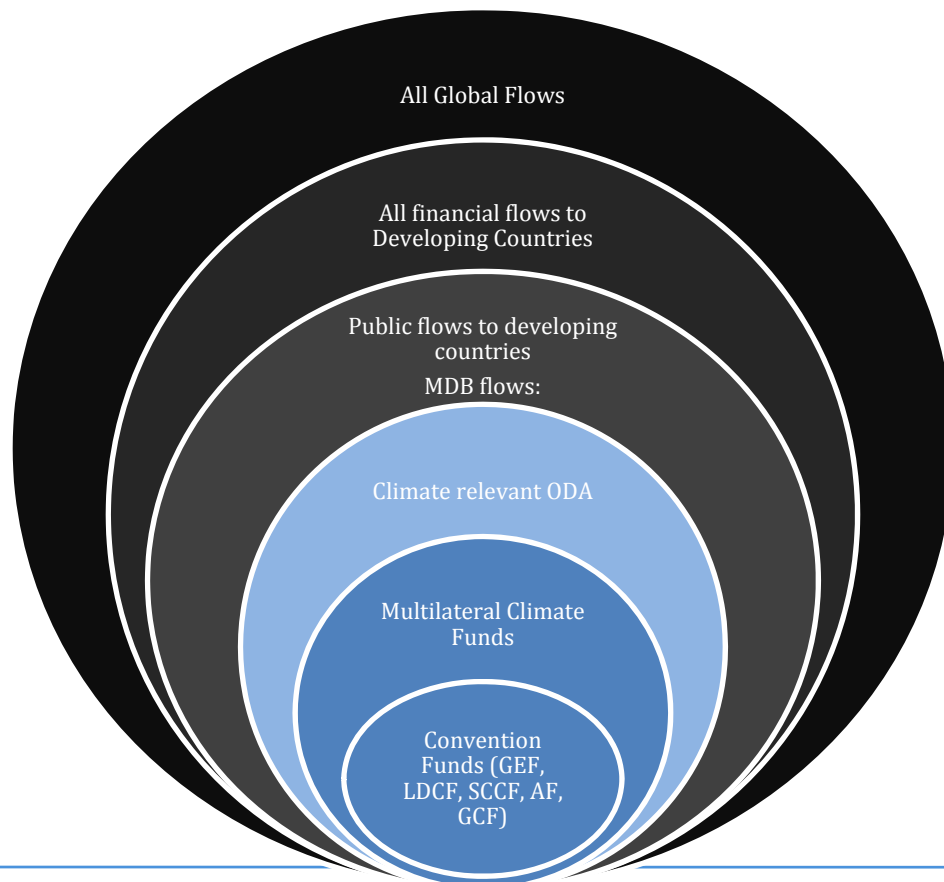 All Global Flows
All financial flows to
Developing Countries
Public flows to developing
countries
MDB flows:
Climate relevant ODA
Multilateral Climate
Funds
Convention
Funds (GEF,
LDCF, SCCF, AF,
GCF)